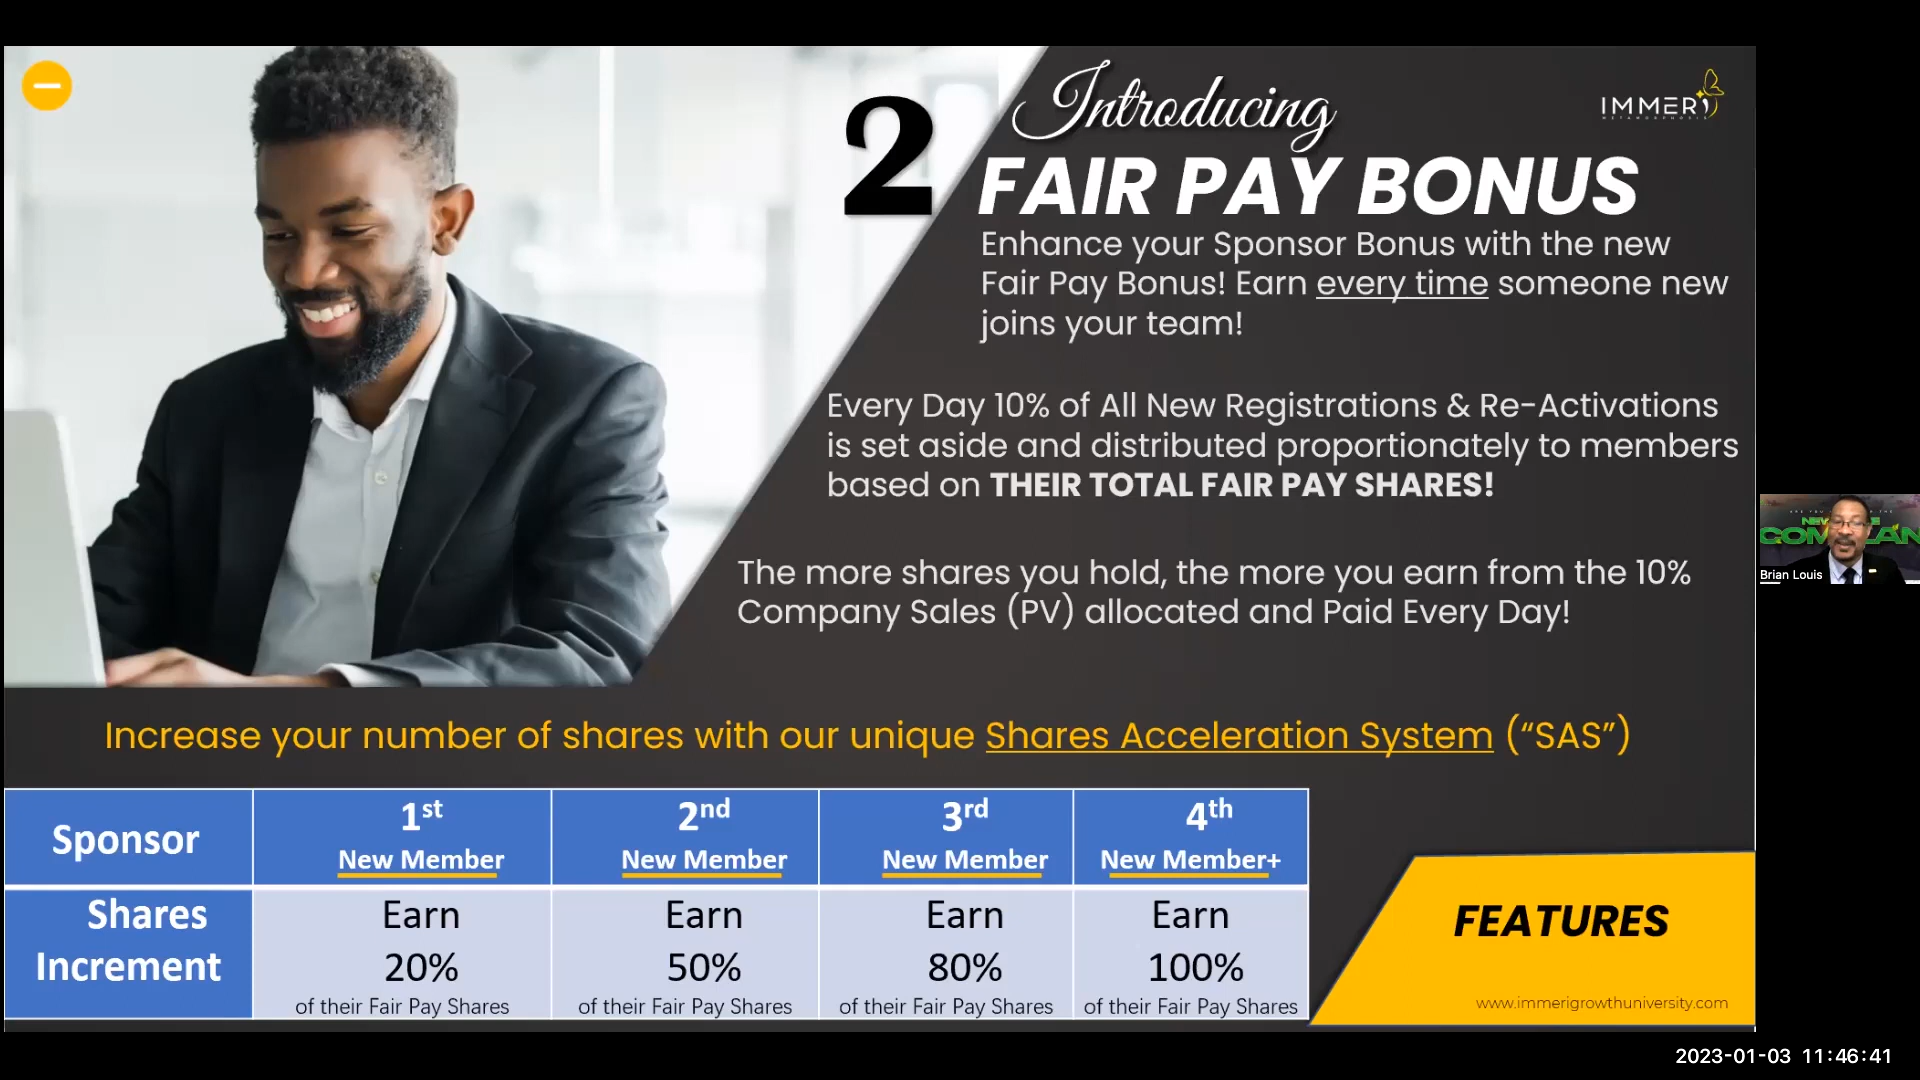 2
Introducing
IMMERI
FAIR PAY BONUS
Enhance your Sponsor Bonus with the new
Fair Pay Bonus! Earn every time someone new
joins your team!
Every Day 10% of All New Registrations & Re-Activations
is set aside and distributed proportionately to members
based on THEIR TOTAL FAIR PAY SHARES!
The more shares you hold, the more you earn from the 10%
Company Sales (PV) allocated and Paid Every Day!
Increase your number of shares with our unique Shares Acceleration System (“SAS”)
Sponsor
1st
New Member
2nd
New Member
3rd
New Member
4th
New Member+
Shares
Increment
Earn
20%
of their Fair Pay Shares
Earn
50%
of their Fair Pay Shares
Earn
80%
of their Fair Pay Shares
Earn
100%
of their Fair Pay Shares
FEATURES
www.immerigrowthuniversity.com
Brian Louis
2023-01-03 11:46:41